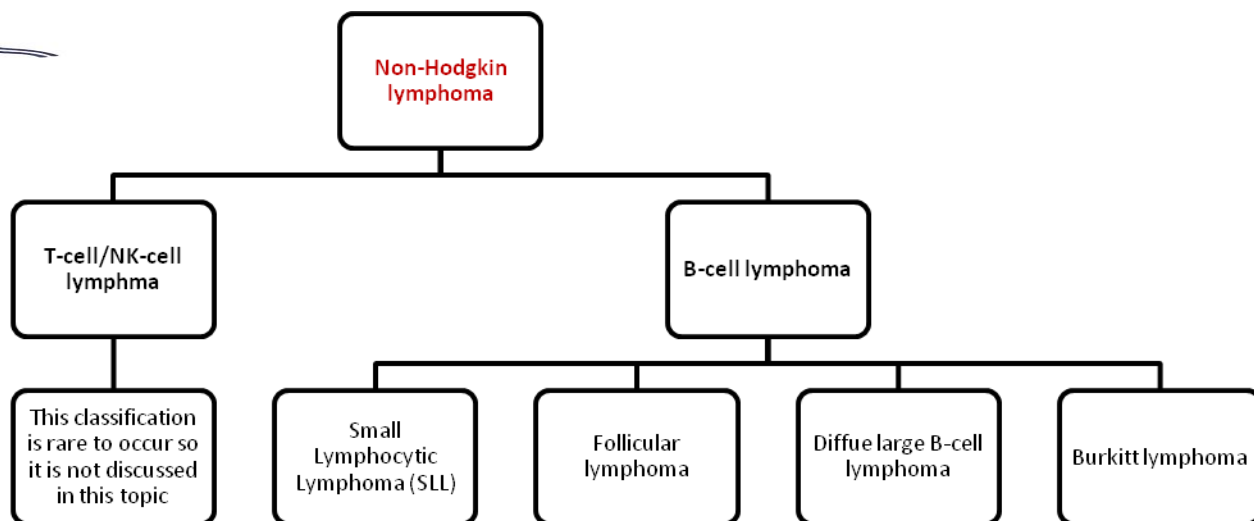 Non-Hodgkin
lymphoma
T-cell/NK-cell
lymphma
B-cell lymphoma
This classification
is rare to occur so
it is not discussed
in this topic
Small
Lymphocytic
Lymphoma (SLL)
Follicular
lymphoma
Diffue large B-cell
lymphoma
Burkitt lymphoma